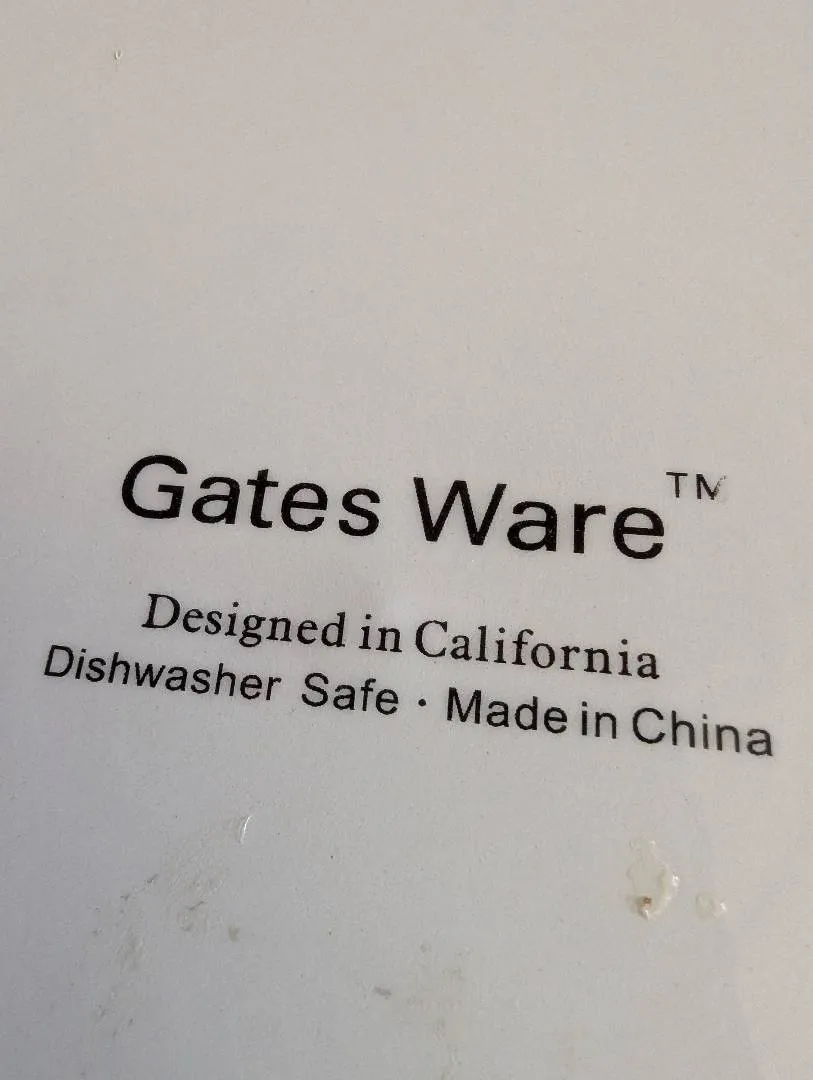 Gates Ware™
Designed in California
Dishwasher Safe · Made in China